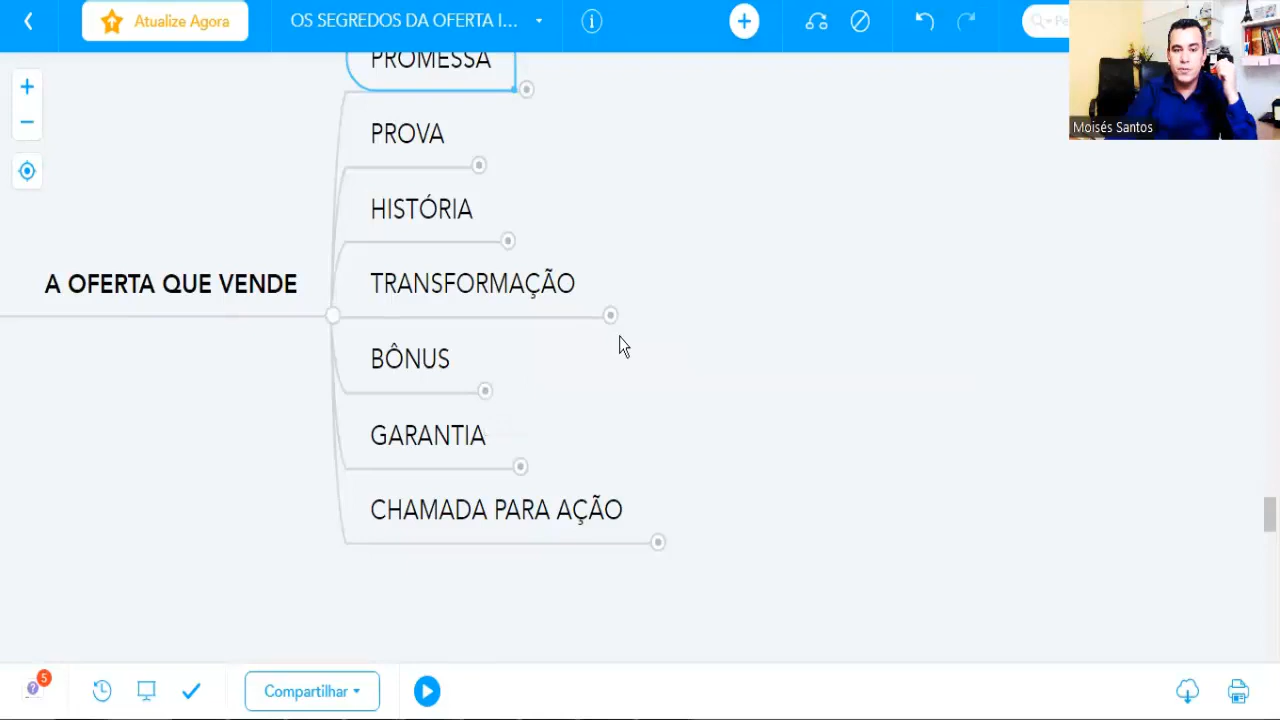 Atualize Agora
OS SEGREDOS DA OFERTA I...
Pe
Moisés Santos
PROMESSA
PROVA
HISTÓRIA
A OFERTA QUE VENDE
TRANSFORMAÇÃO
BÔNUS
GARANTIA
CHAMADA PARA AÇÃO
5
Compartilhar